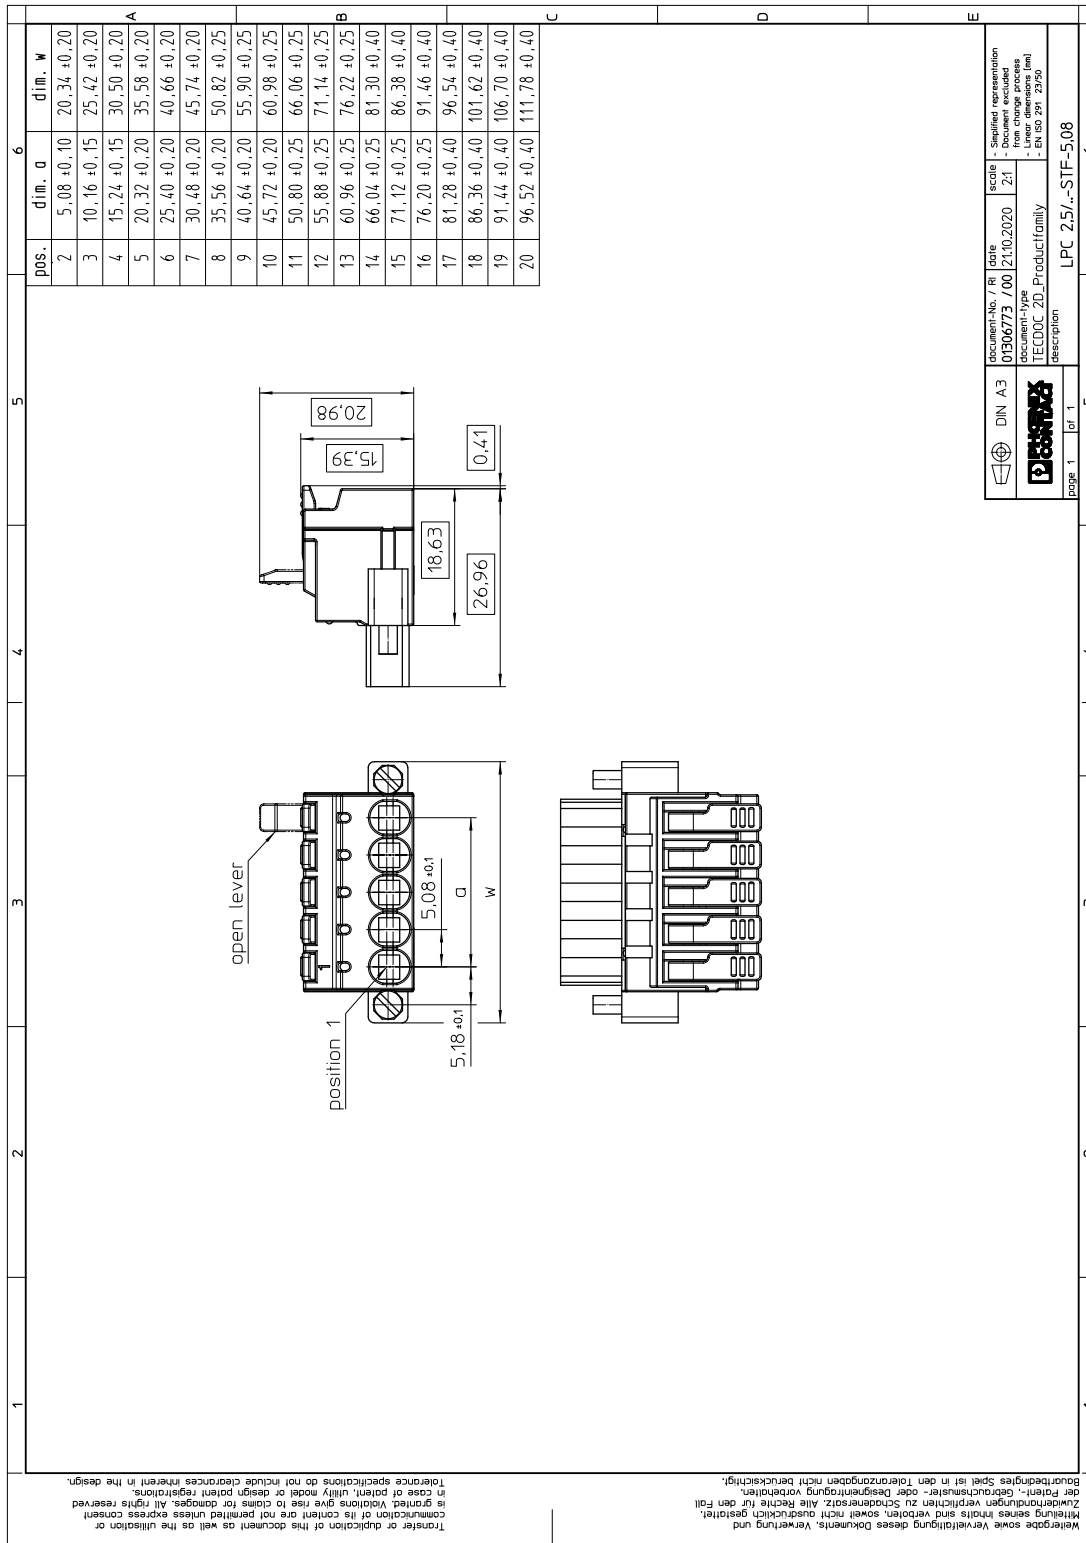 pos. dim. a dim. w
2 5,08 ±0,10 20,34 ±0,20
3 10,16 ±0,15 25,42 ±0,20
4 15,24 ±0,15 30,50 ±0,20
5 20,32 ±0,20 35,58 ±0,20
6 25,40 ±0,20 40,66 ±0,20
7 30,48 ±0,20 45,74 ±0,20
8 35,56 ±0,20 50,82 ±0,25
9 40,64 ±0,20 55,90 ±0,25
10 45,72 ±0,20 60,98 ±0,25
11 50,80 ±0,25 66,06 ±0,25
12 55,88 ±0,25 71,14 ±0,25
13 60,96 ±0,25 76,22 ±0,25
14 66,04 ±0,25 81,30 ±0,40
15 71,12 ±0,25 86,38 ±0,40
16 76,20 ±0,25 91,46 ±0,40
17 81,28 ±0,40 96,54 ±0,40
18 86,36 ±0,40 101,62 ±0,40
19 91,44 ±0,40 106,70 ±0,40
20 96,52 ±0,40 111,78 ±0,40
1
2
3
4
5
6
A
B
C
D
E
open lever
position 1
1
5,08 ±0,1
a
w
5,18 ±0,1
20,98
15,39
0,41
18,63
26,96
DIN A3
document-No. / RI
01306773 / 00
date
21.10.2020
scale
2:1
- Simplified representation
- Document excluded
from change process
- Linear dimensions [mm]
- EN ISO 291 23/50
PHOENIX
CONTACT
document-type
TECDOC 2D_Productfamily
page 1 of 1
description
LPC 2,5/..-STF-5,08
Transfer or duplication of this document as well as the utilisation or
communication of its content are not permitted unless express consent
is granted. Violations give rise to claims for damages. All rights reserved
in case of patent, utility model or design patent registrations.
Tolerance specifications do not include clearances inherent in the design.
Weitergabe sowie Vervielfältigung dieses Dokuments, Verwertung und
Mitteilung seines Inhalts sind verboten, soweit nicht ausdrücklich gestattet.
Zuwiderhandlungen verpflichten zu Schadenersatz. Alle Rechte für den Fall
der Patent-, Gebrauchsmuster- oder Designeintragung vorbehalten.
Bauartbedingtes Spiel ist in den Toleranzangaben nicht berücksichtigt.